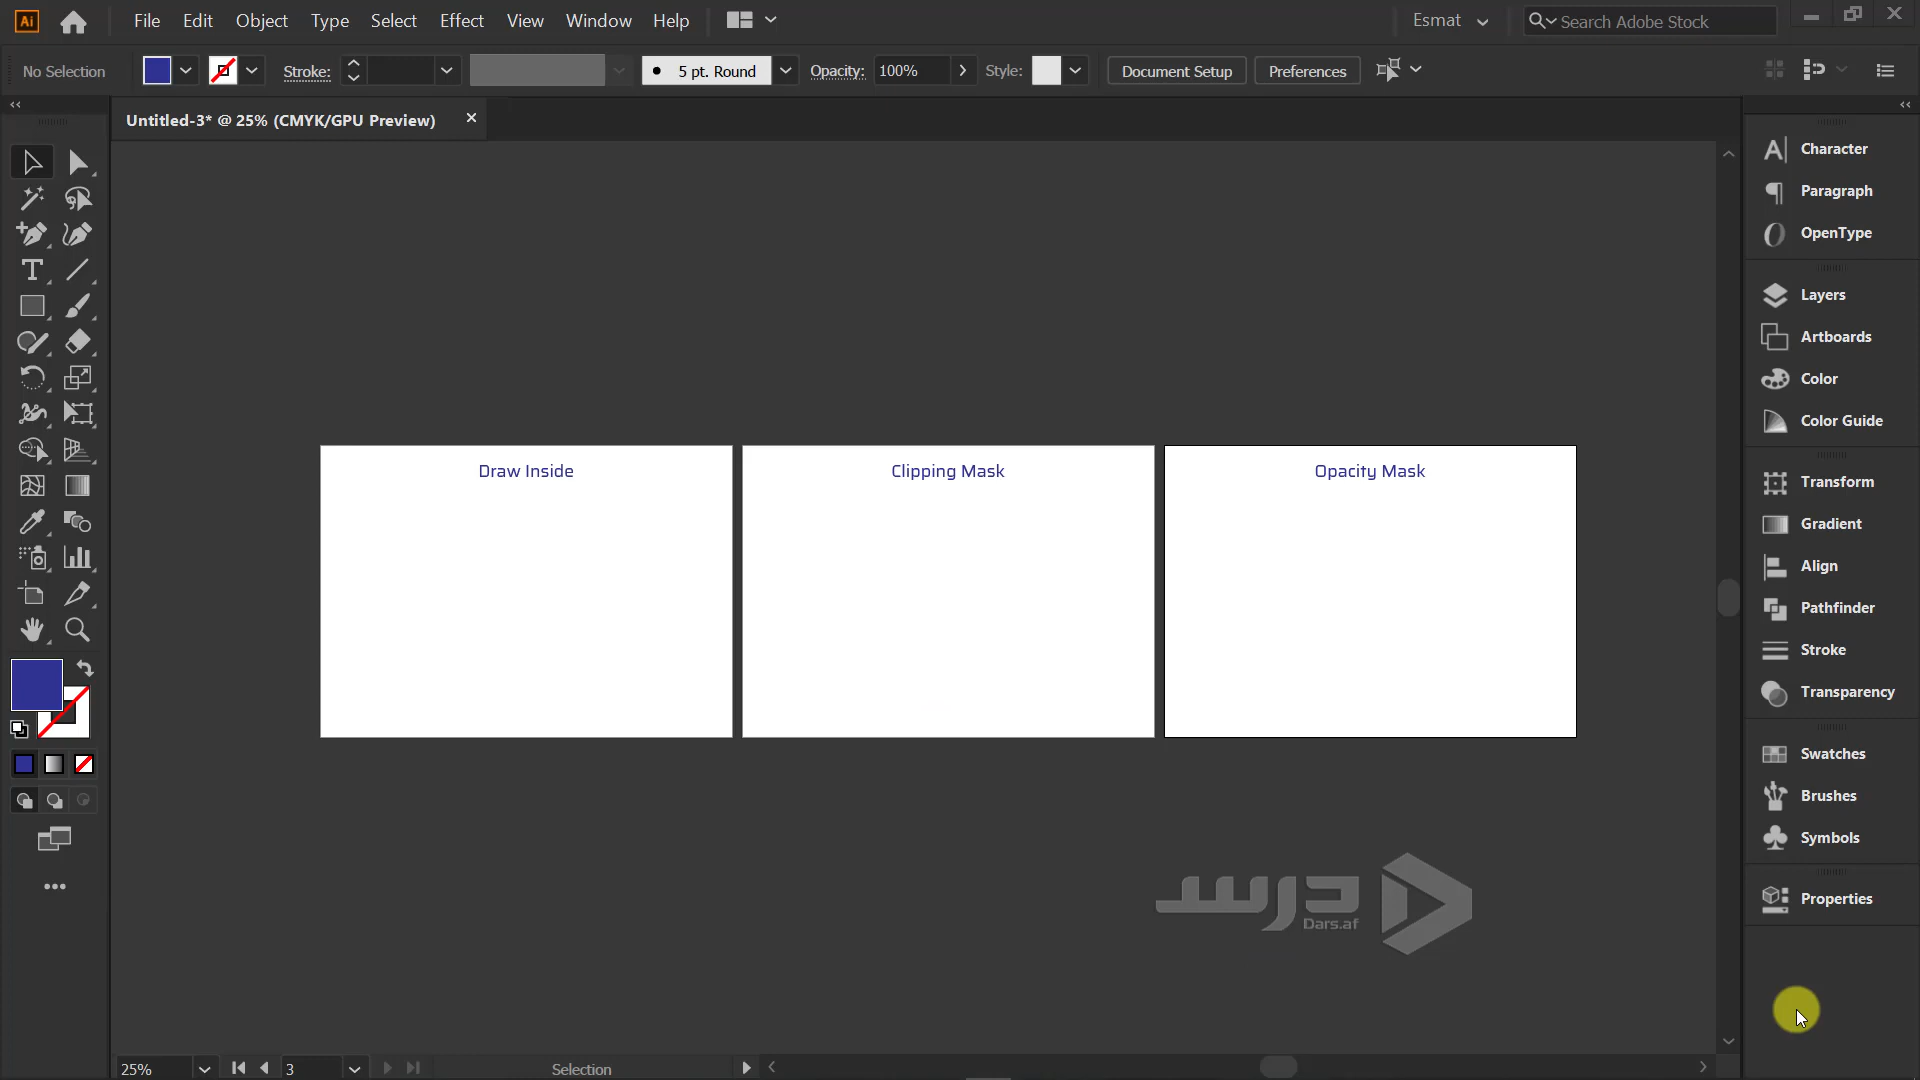 File Edit Object Type Select Effect View Window Help
Esmat
Search Adobe Stock
No Selection
Stroke:
5 pt. Round
Opacity: 100%
Style:
Document Setup
Preferences
Untitled-3* @ 25% (CMYK/GPU Preview)
Character
Paragraph
OpenType
Layers
Artboards
Color
Color Guide
Transform
Gradient
Align
Pathfinder
Stroke
Transparency
Swatches
Brushes
Symbols
Properties
Draw Inside
Clipping Mask
Opacity Mask
درس
Dars.af
25%
3
Selection